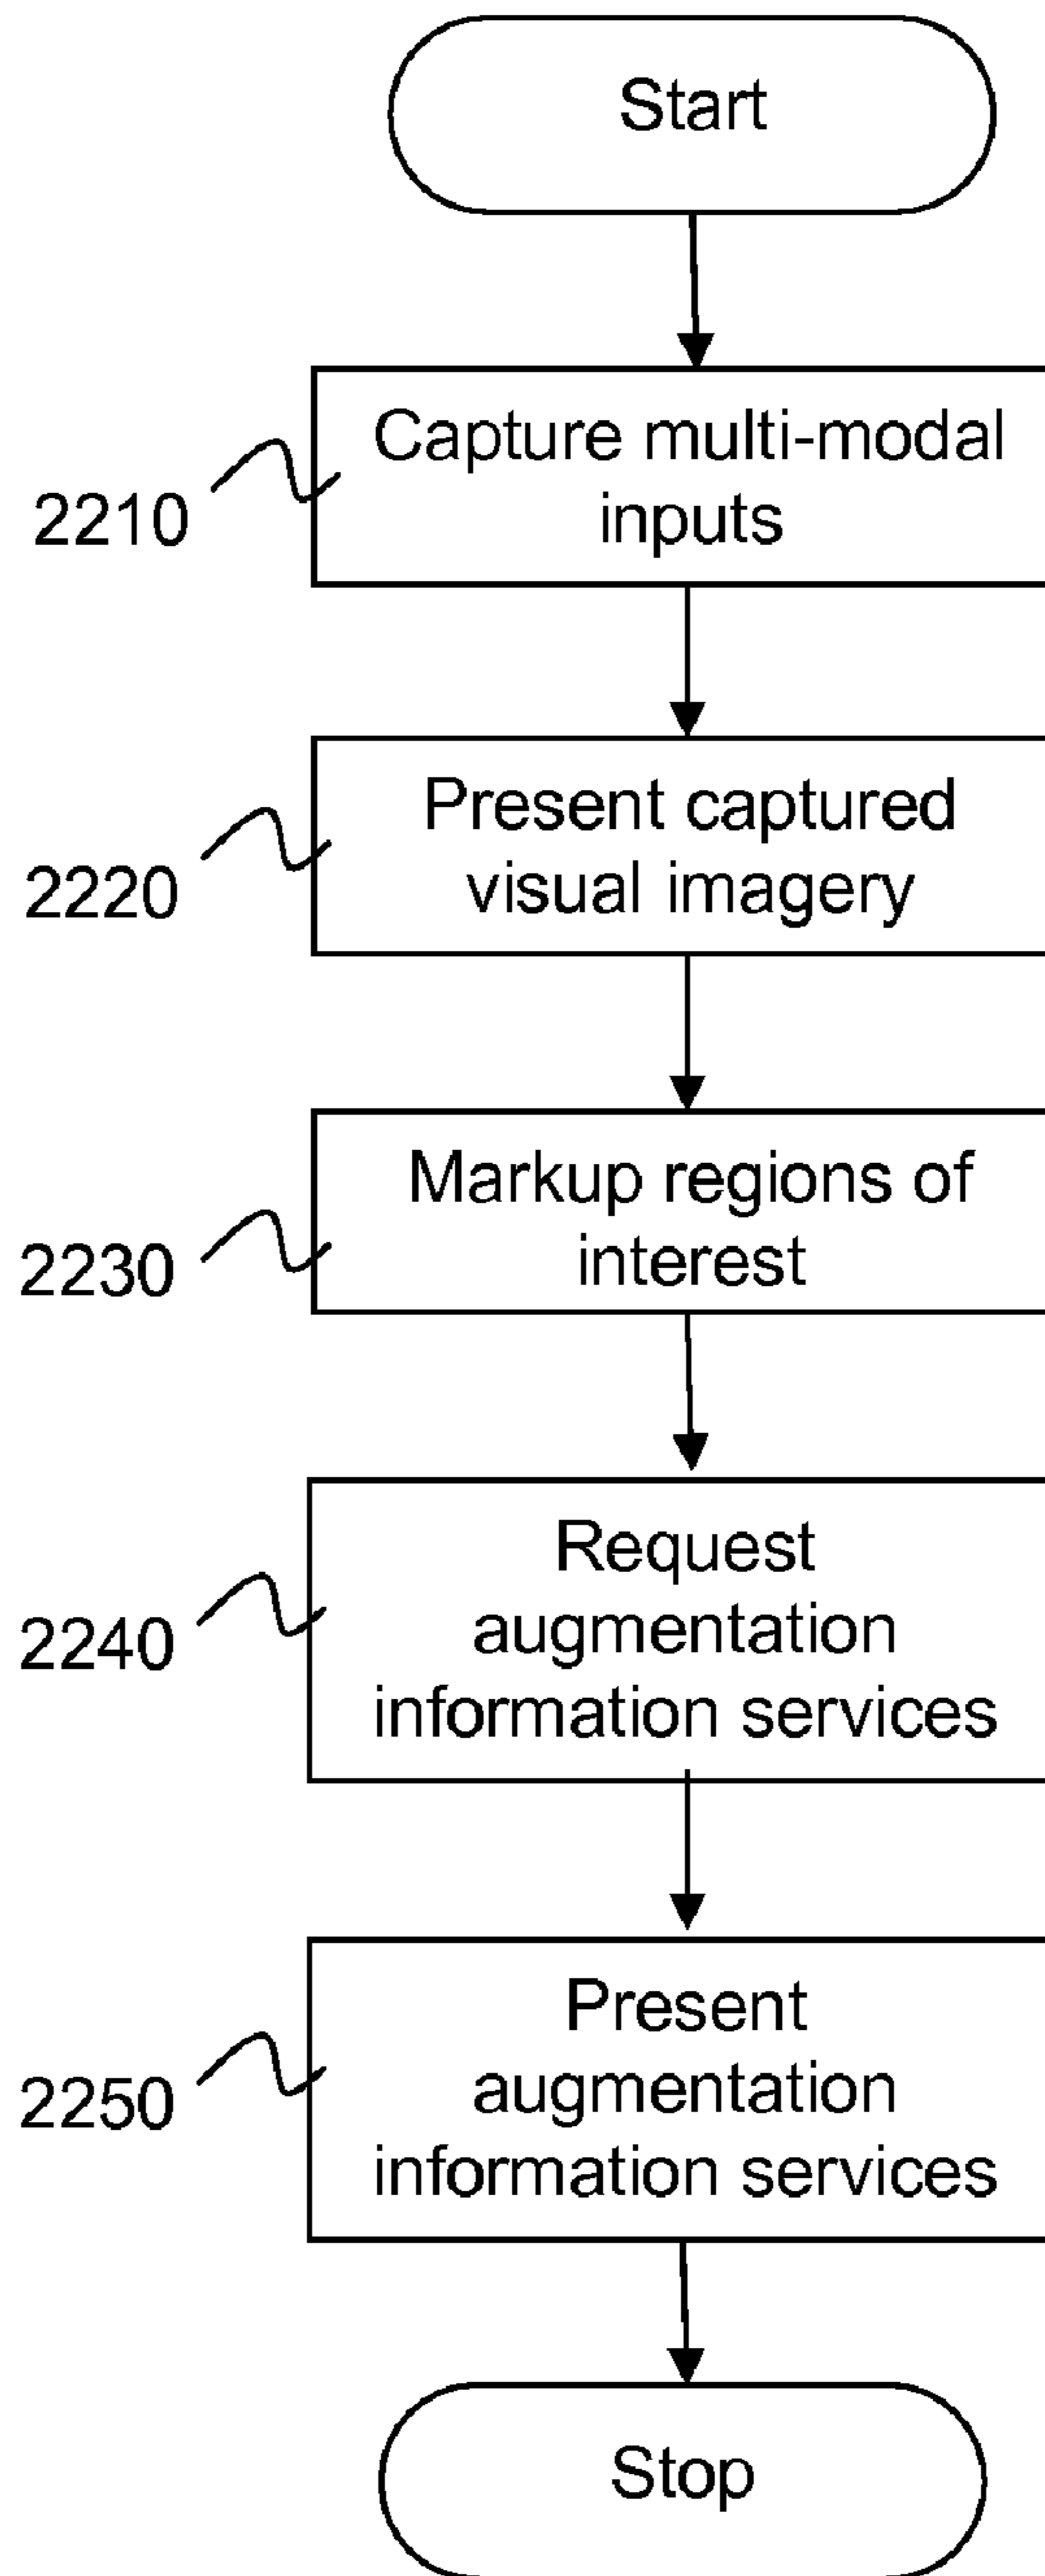 Start
Capture multi-modal
inputs
2210
Present captured
visual imagery
2220
Markup regions of
interest
2230
Request
augmentation
information services
2240
Present
augmentation
information services
2250
Stop